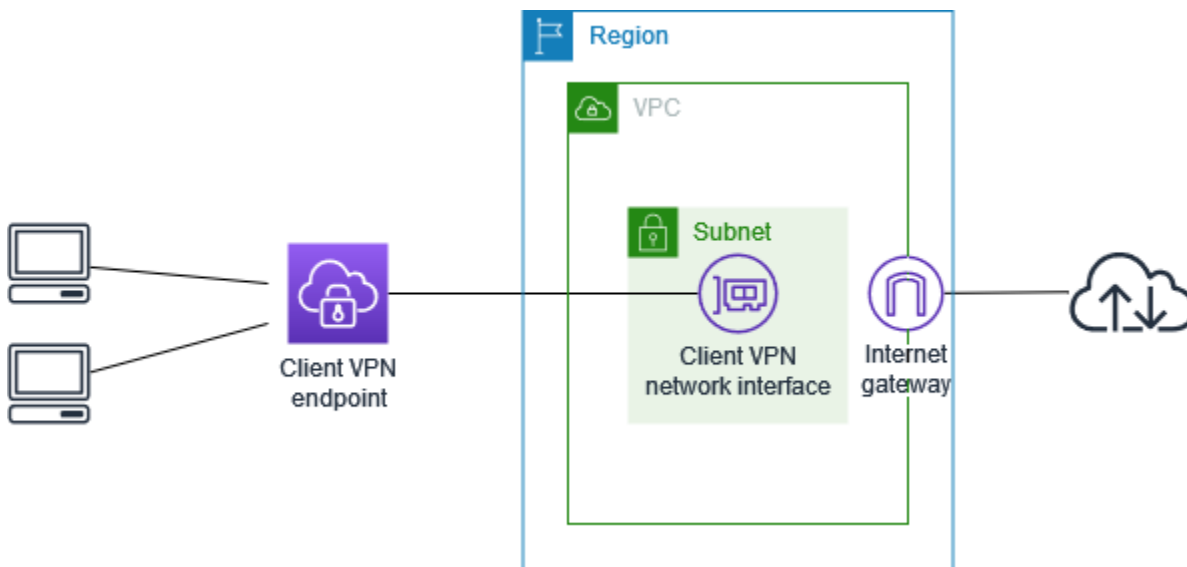 Region
VPC
Subnet
Client VPN
endpoint
Client VPN
network interface
Internet
gateway